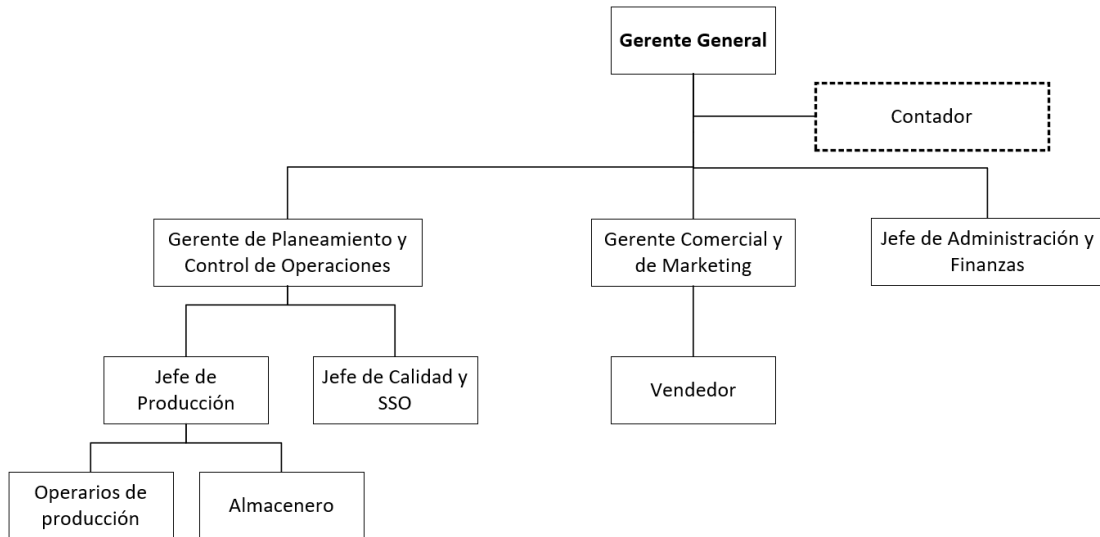 Gerente General
Contador
Gerente de Planeamiento y
Control de Operaciones
Gerente Comercial y
de Marketing
Jefe de Administración y
Finanzas
Jefe de
Producción
Jefe de Calidad y
SSO
Vendedor
Operarios de
producción
Almacenero